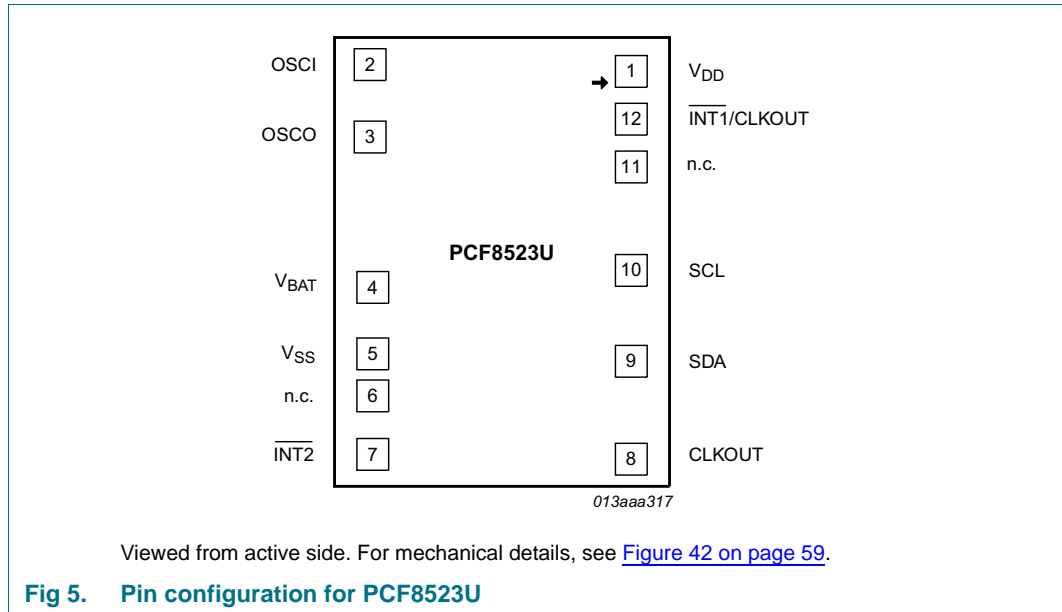 OSCI 2 1 VDD
12 INT1/CLKOUT
OSCO 3
11 n.c.
PCF8523U
10 SCL
VBAT 4
VSS 5
9 SDA
n.c. 6
INT2 7
8 CLKOUT
013aaa317
Viewed from active side. For mechanical details, see Figure 42 on page 59.
Fig 5. Pin configuration for PCF8523U